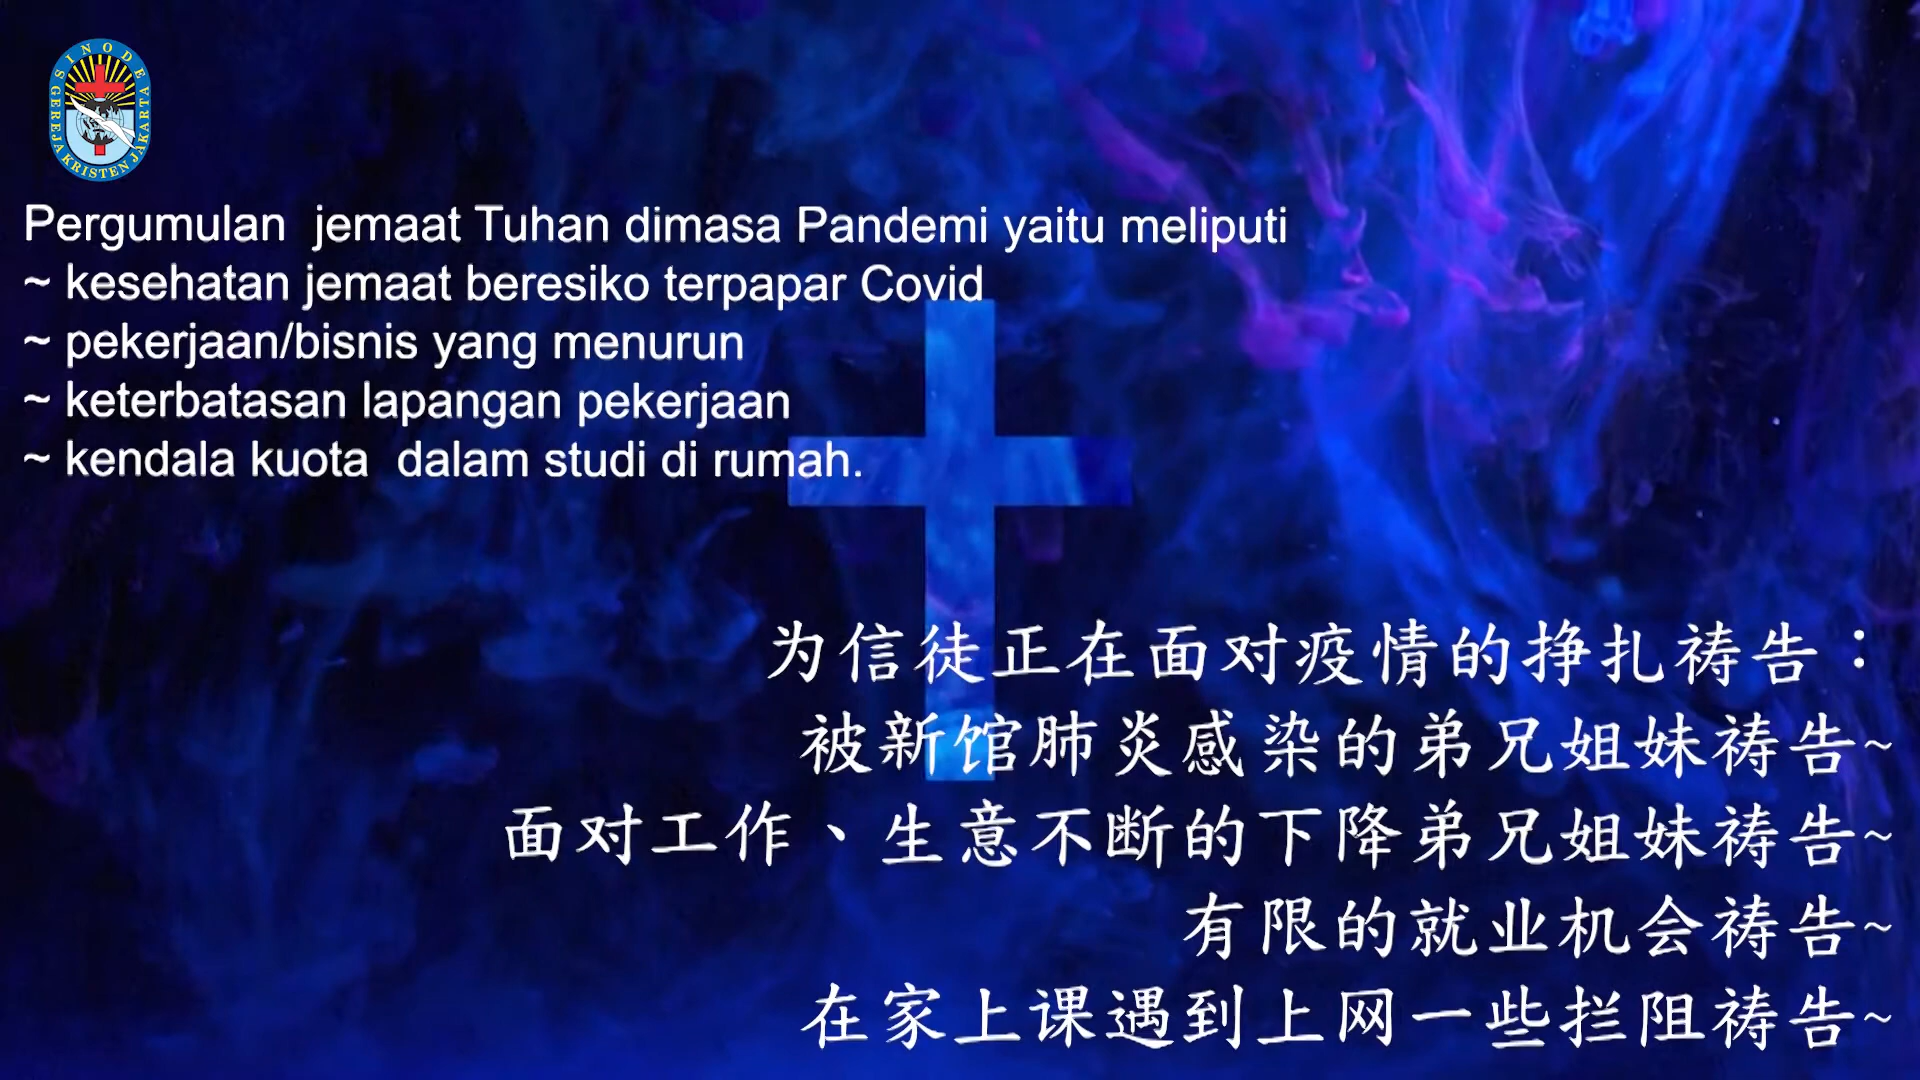 SINODE GEREJA KRISTEN JAKARTA
Pergumulan  jemaat Tuhan dimasa Pandemi yaitu meliputi
~ kesehatan jemaat beresiko terpapar Covid
~ pekerjaan/bisnis yang menurun
~ keterbatasan lapangan pekerjaan
~ kendala kuota  dalam studi di rumah.
为信徒正在面对疫情的挣扎祷告：
被新馆肺炎感染的弟兄姐妹祷告~
面对工作、生意不断的下降弟兄姐妹祷告~
有限的就业机会祷告~
在家上课遇到上网一些拦阻祷告~